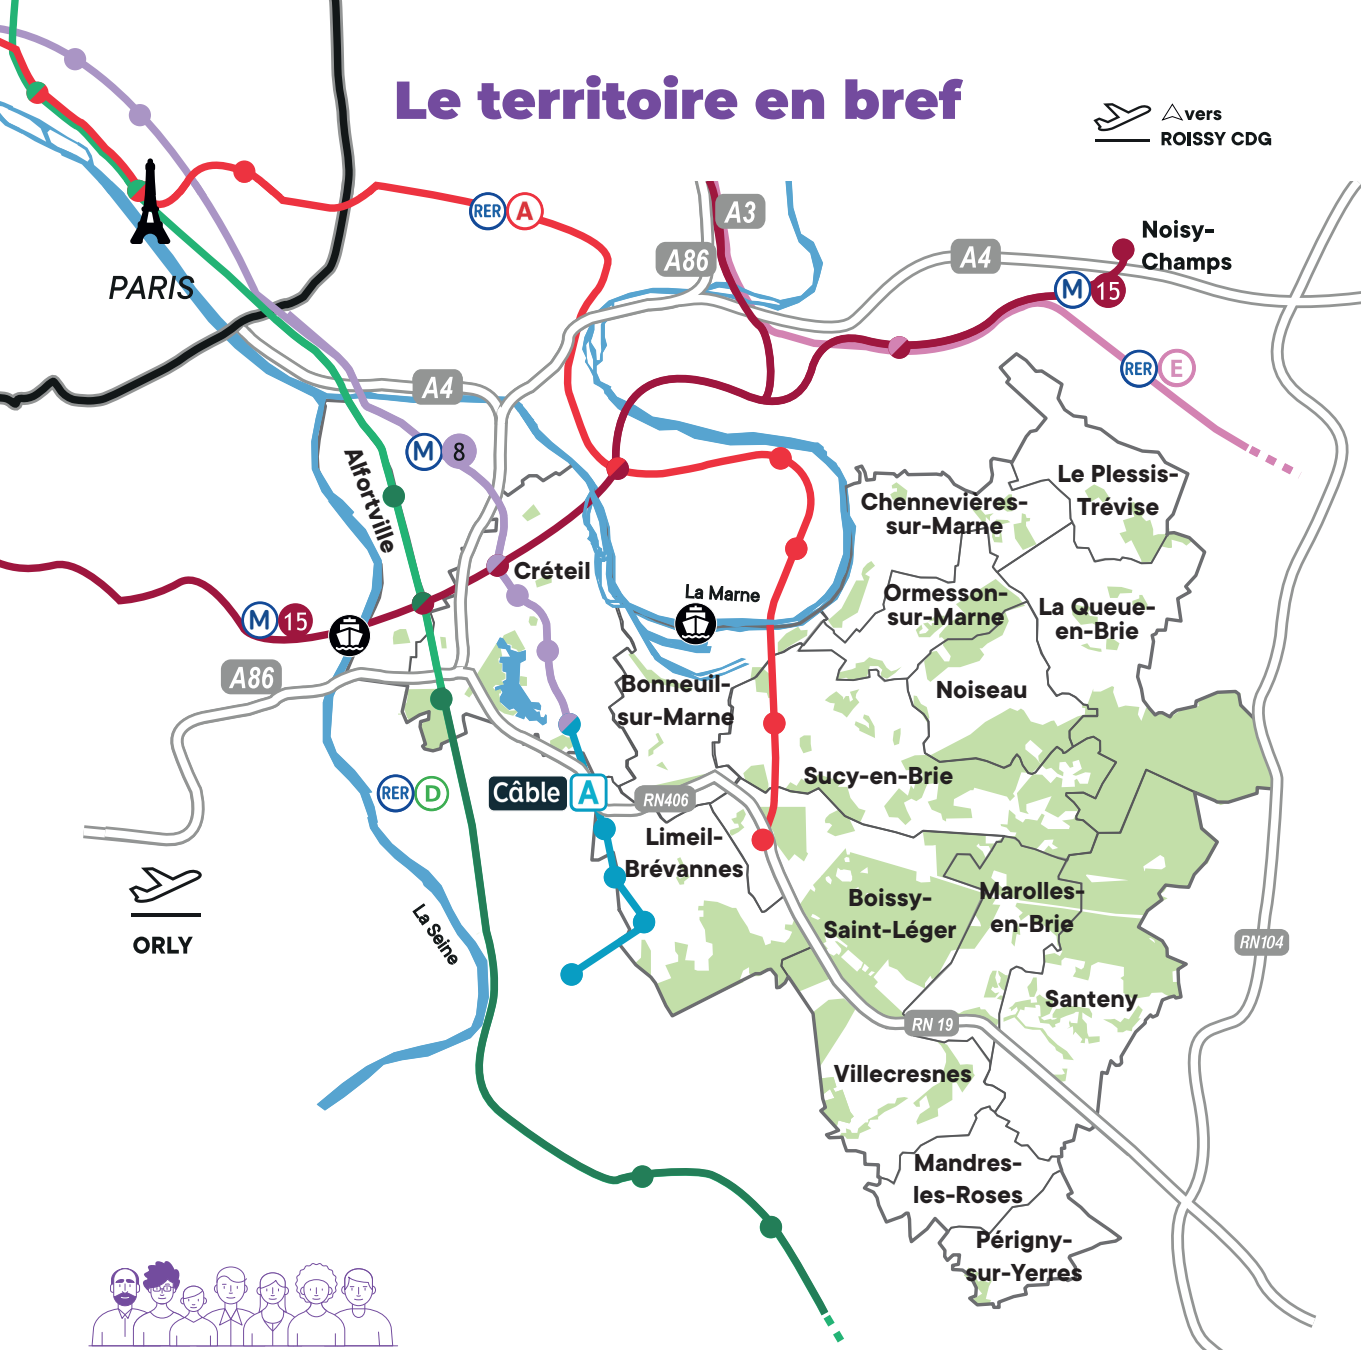 Le territoire en bref
vers
ROISSY CDG
RER A
A3
A86
A4
Noisy-
Champs
M 15
PARIS
RER E
A4
M 8
Alfortville
Le Plessis-
Trévise
Chennevières-
sur-Marne
Créteil
La Marne
Ormesson-
sur-Marne
La Queue-
en-Brie
M 15
A86
Bonneuil-
sur-Marne
Noiseau
Sucy-en-Brie
RER D
Câble A
RN406
Limeil-
Brévannes
Boissy-
Saint-Léger
Marolles-
en-Brie
ORLY
La Seine
RN104
Santeny
RN 19
Villecresnes
Mandres-
les-Roses
Périgny-
sur-Yerres